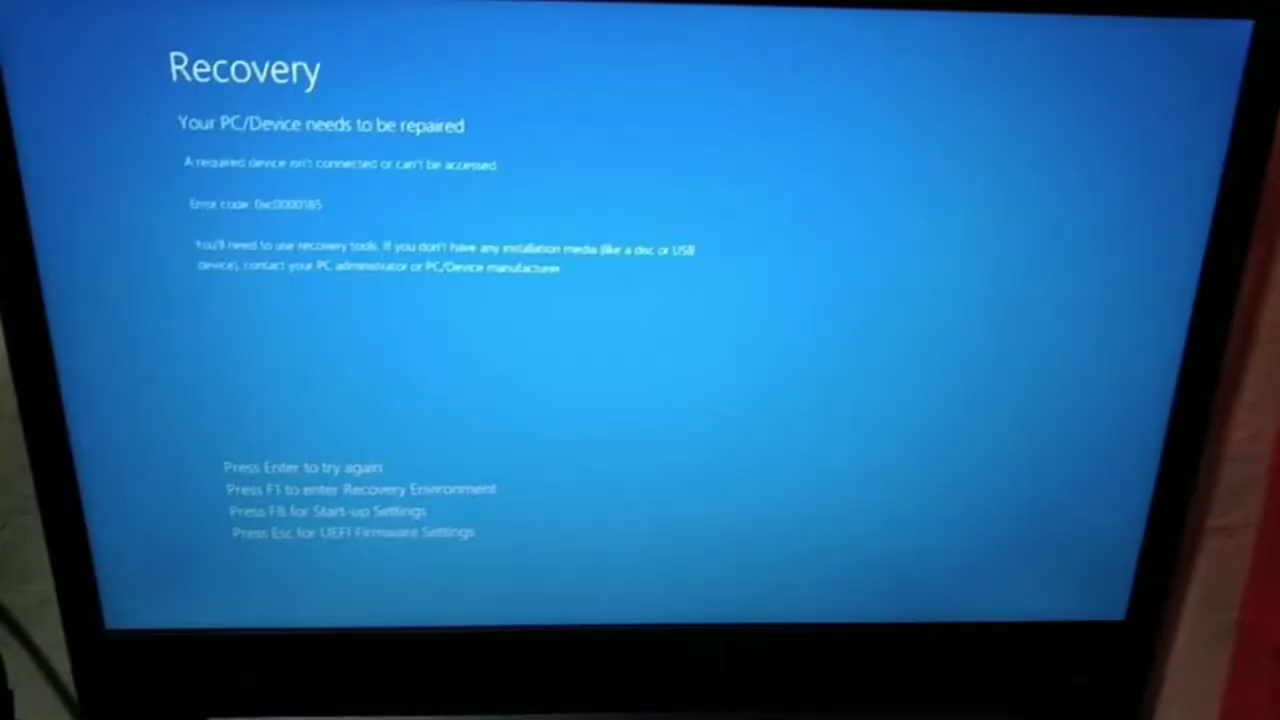 Recovery
Your PC/Device needs to be repaired
A required device isn't connected or can't be accessed
Error code: 0xc0000185
You'll need to use recovery tools. If you don't have any installation media (like a disc or USB
device), contact your PC administrator or PC/Device manufacturer
Press Enter to try again
Press F1 to enter Recovery Environment
Press F8 for Start-up Settings
Press Esc for UEFI Firmware Settings